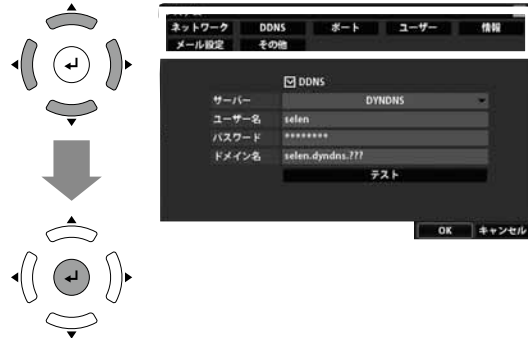 ネットワーク DDNS ポート ユーザー 情報
メール設定 その他
DDNS
サーバー DYNDNS
ユーザー名 selen
パスワード ********
ドメイン名 selen.dyndns.???
テスト
OK キャンセル